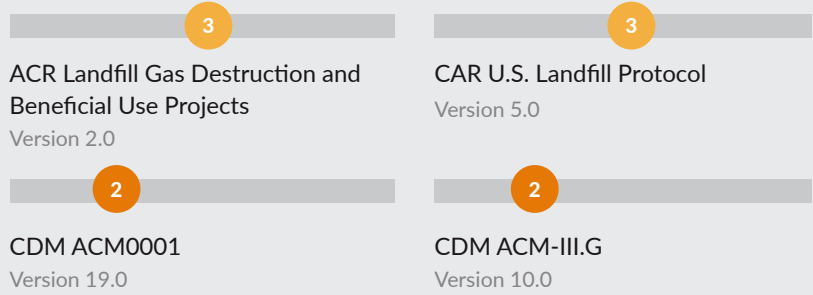 3
ACR Landfill Gas Destruction and
Beneficial Use Projects
Version 2.0
3
CAR U.S. Landfill Protocol
Version 5.0
2
CDM ACM0001
Version 19.0
2
CDM ACM-III.G
Version 10.0